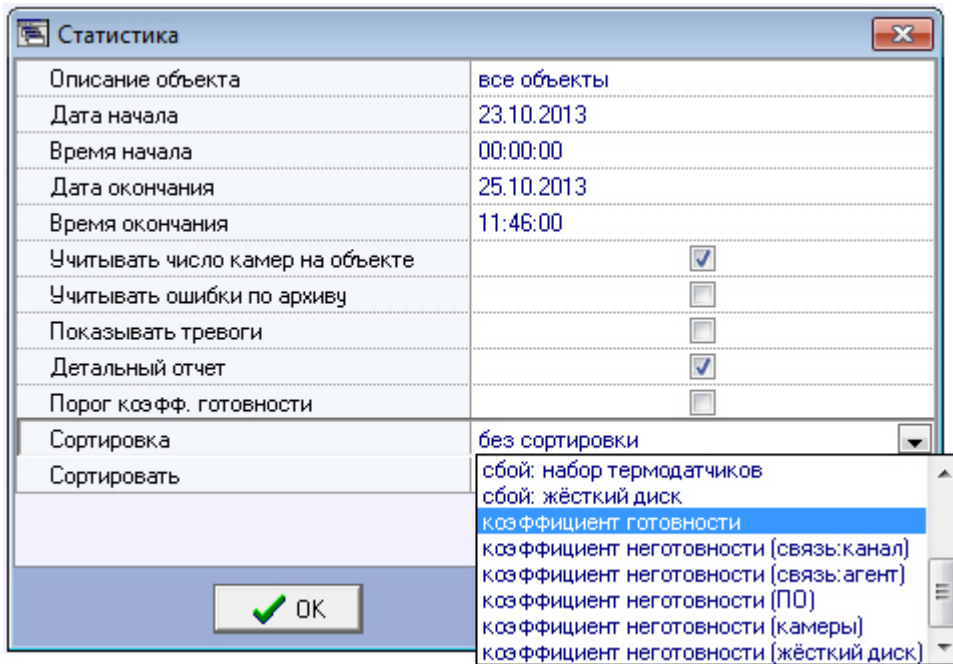 Статистика
Описание объекта все объекты
Дата начала 23.10.2013
Время начала 00:00:00
Дата окончания 25.10.2013
Время окончания 11:46:00
Учитывать число камер на объекте
Учитывать ошибки по архиву
Показывать тревоги
Детальный отчет
Порог коэфф. готовности
Сортировка без сортировки
Сортировать
сбой: набор термодатчиков
сбой: жёсткий диск
коэффициент готовности
коэффициент неготовности (связь:канал)
коэффициент неготовности (связь:агент)
коэффициент неготовности (ПО)
коэффициент неготовности (камеры)
коэффициент неготовности (жёсткий диск)
OK